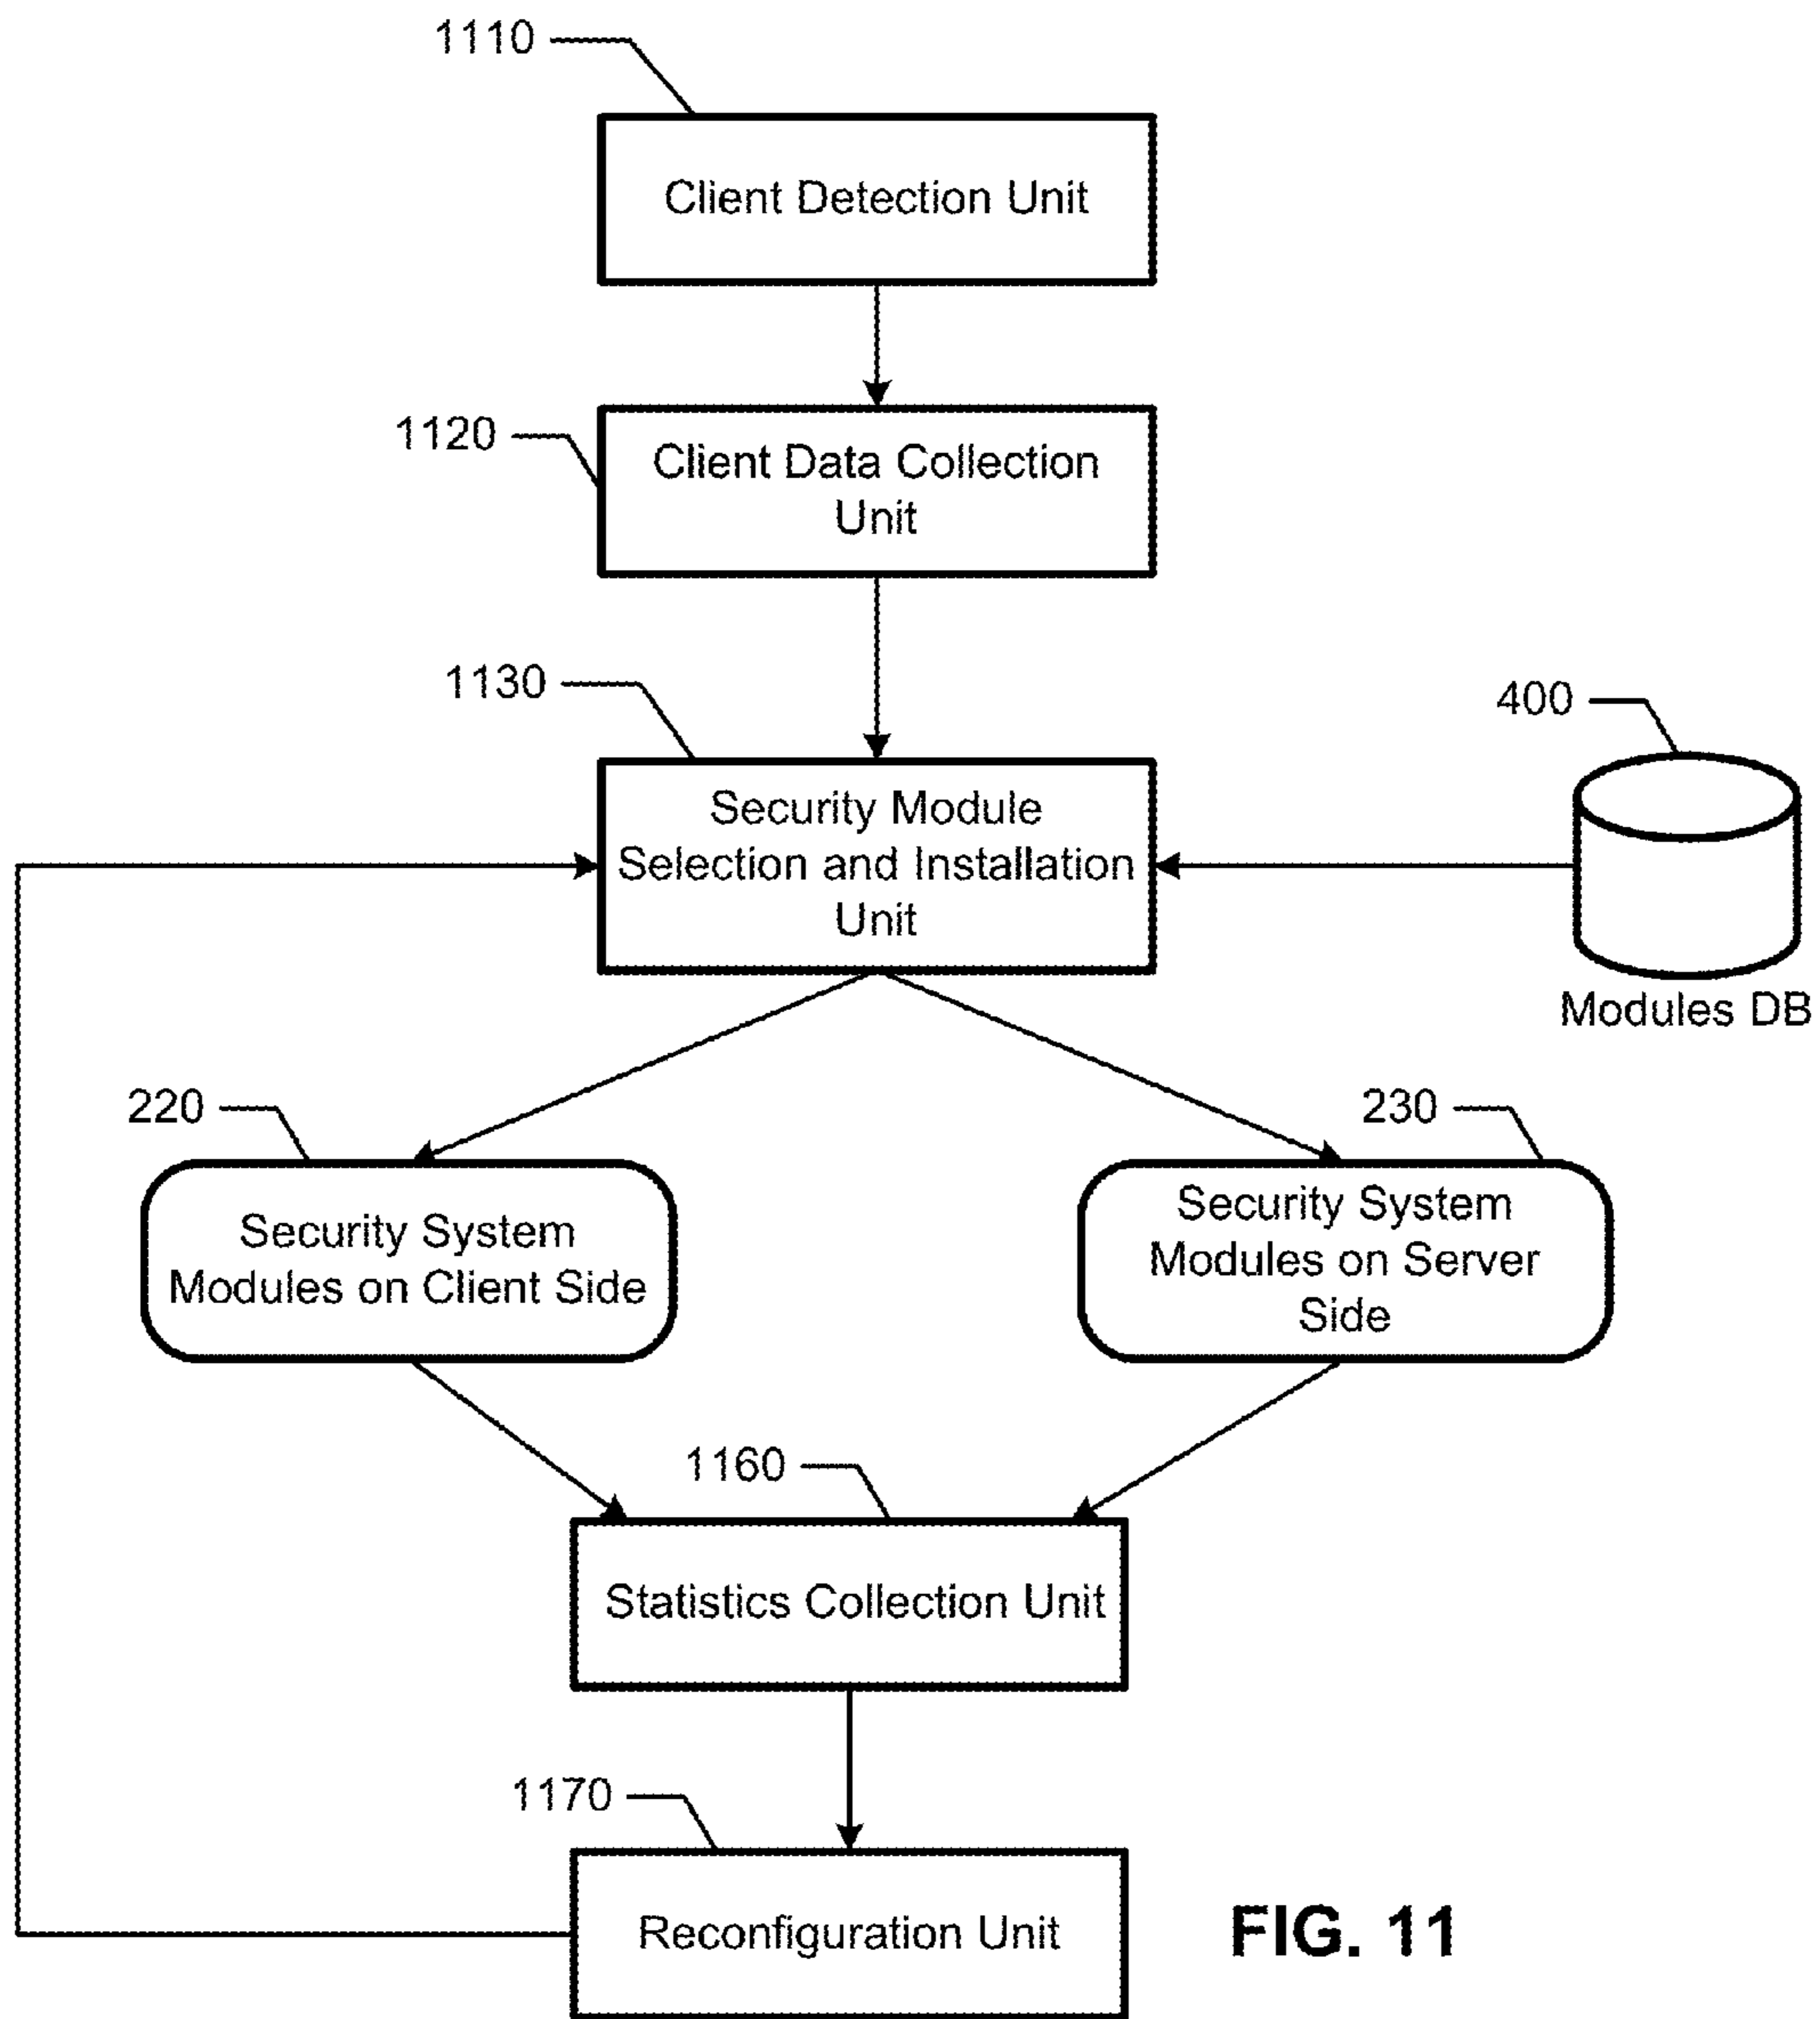 1110
Client Detection Unit
1120
Client Data Collection
Unit
1130
Security Module
Selection and Installation
Unit
400
Modules DB
220
Security System
Modules on Client Side
230
Security System
Modules on Server
Side
1160
Statistics Collection Unit
1170
Reconfiguration Unit
FIG. 11